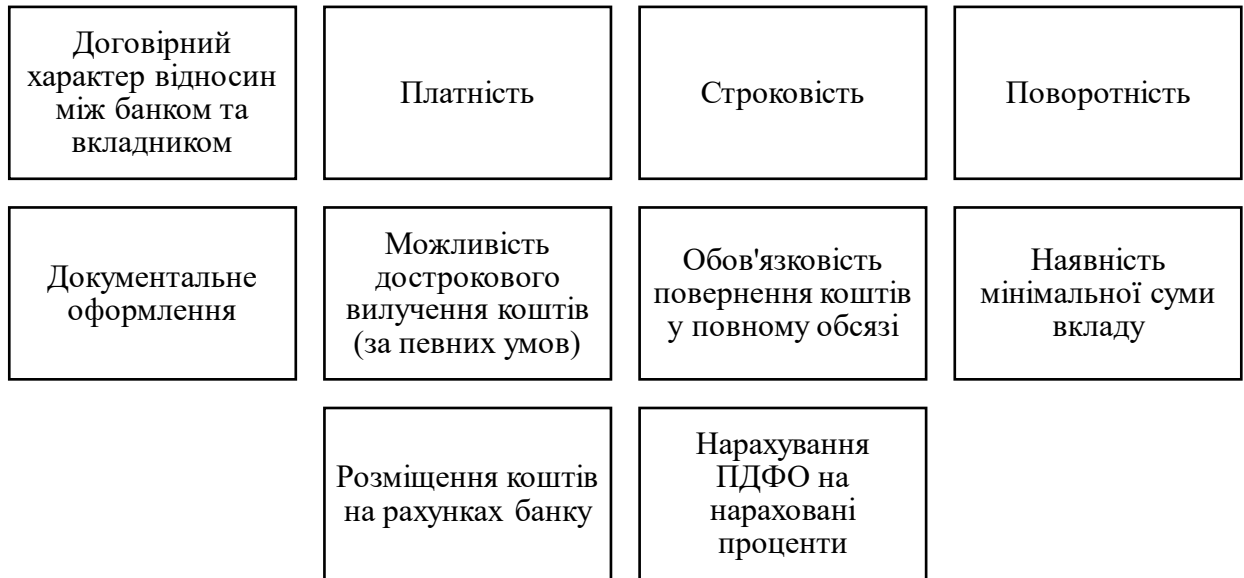 Договірний
характер відносин
між банком та
вкладником
Платність
Строковість
Поворотність
Документальне
оформлення
Можливість
дострокового
вилучення коштів
(за певних умов)
Обов'язковість
повернення коштів
у повному обсязі
Наявність
мінімальної суми
вкладу
Розміщення коштів
на рахунках банку
Нарахування
ПДФО на
нараховані
проценти